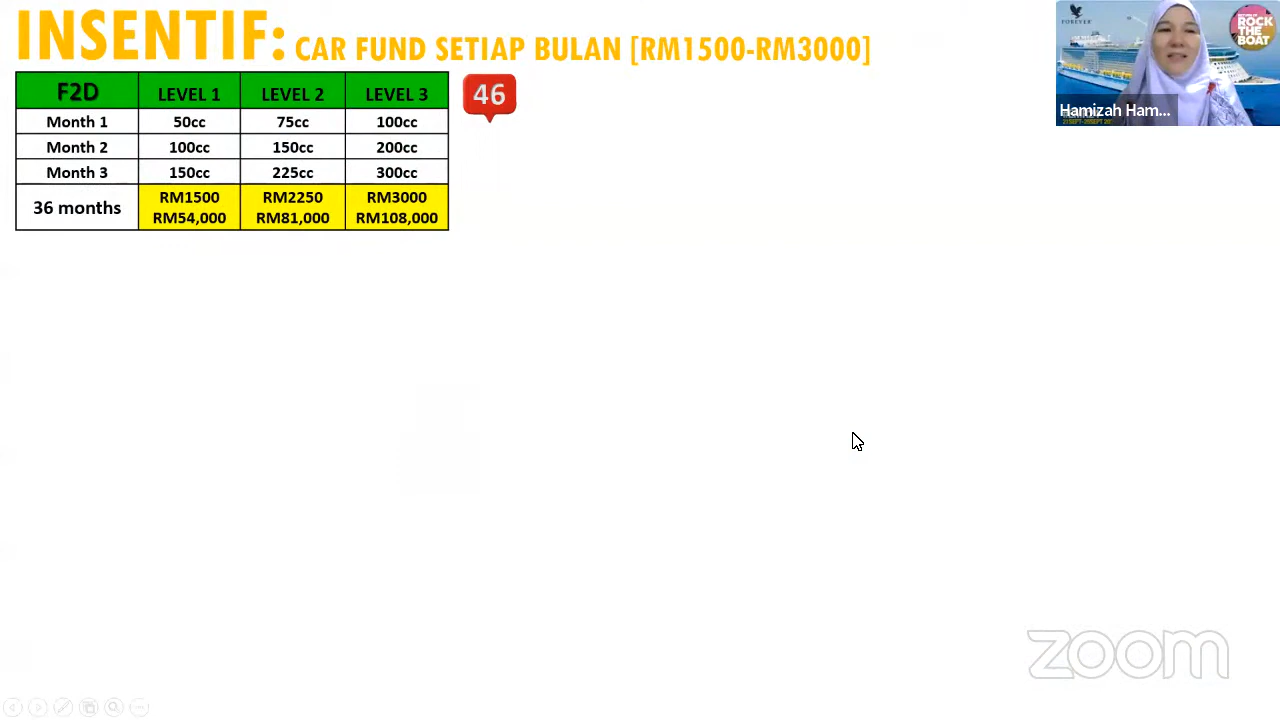 INSENTIF: CAR FUND SETIAP BULAN [RM1500-RM3000]
F2D LEVEL 1 LEVEL 2 LEVEL 3
Month 1 50cc 75cc 100cc
Month 2 100cc 150cc 200cc
Month 3 150cc 225cc 300cc
36 months RM1500 RM2250 RM3000
RM54,000 RM81,000 RM108,000
46
FOREVER
ROCK
THE
BOAT
Hamizah Ham...
zoom